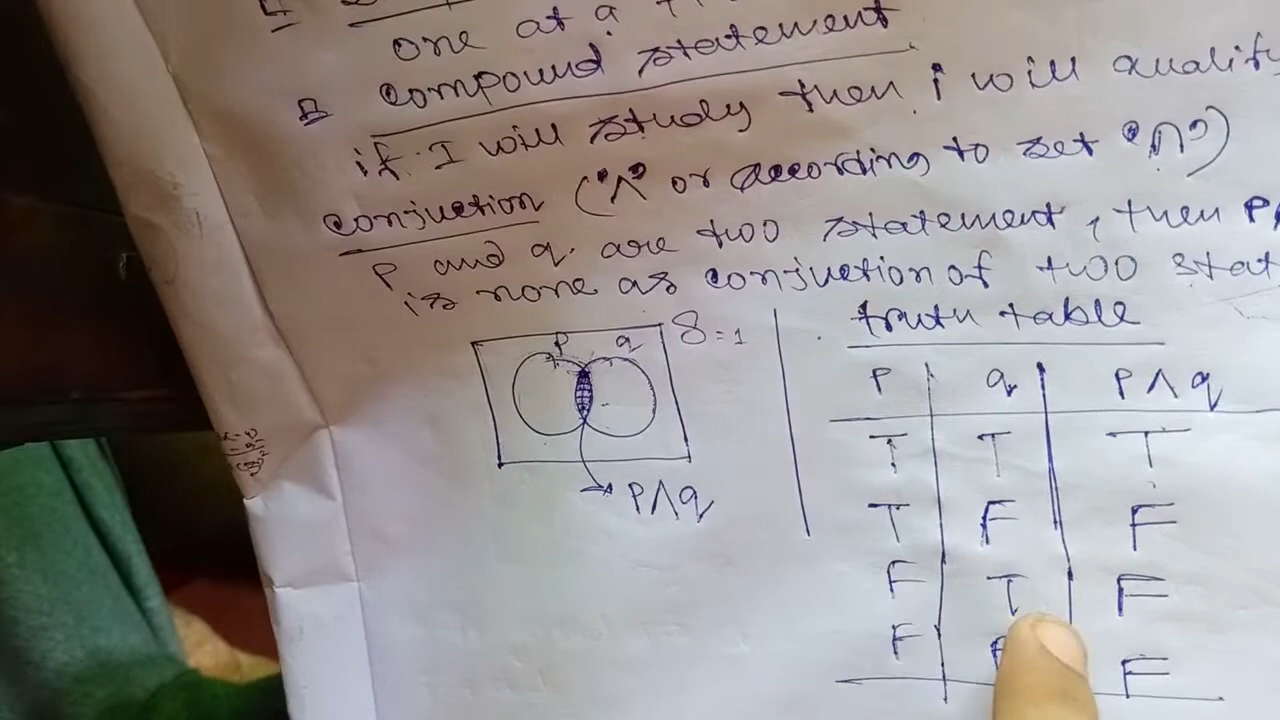 one at a
compound statement
if I will study then i will qualify
conjuction ("∧" or according to set "∩")
P and q are two statement, then P∧
is none as conjuction of two stat
P q S=1
P∧q
truth table
P q P∧q
T T T
T F F
F T F
F F F